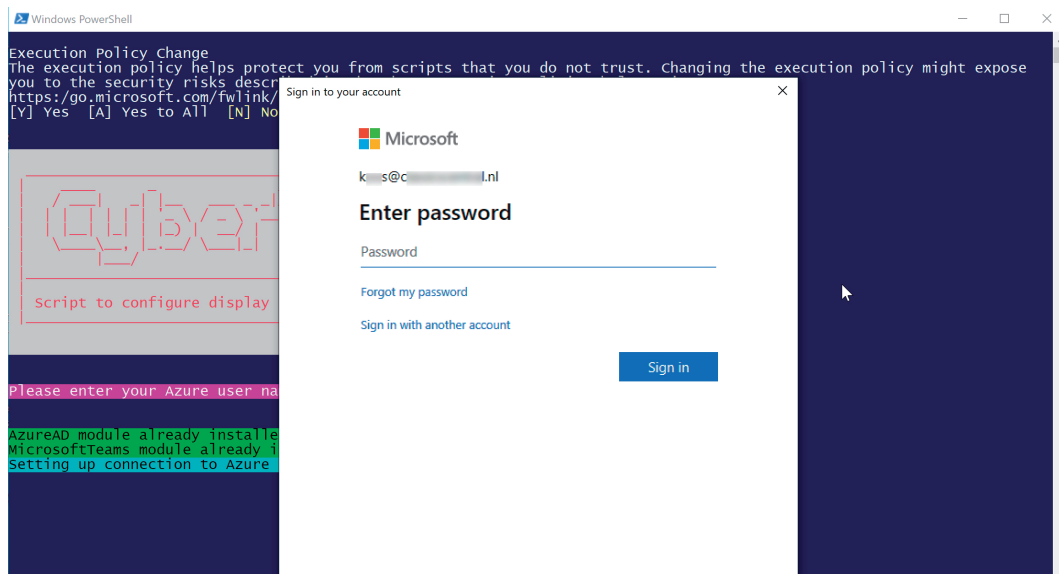 Windows PowerShell
Execution Policy Change
The execution policy helps protect you from scripts that you do not trust. Changing the execution policy might expose
you to the security risks descr
https:/go.microsoft.com/fwlink/
[Y] Yes  [A] Yes to All  [N] No
Cyber
Script to configure display
Please enter your Azure user na
AzureAD module already installe
MicrosoftTeams module already i
Setting up connection to Azure
Sign in to your account
Microsoft
k s@c l.nl
Enter password
Password
Forgot my password
Sign in with another account
Sign in